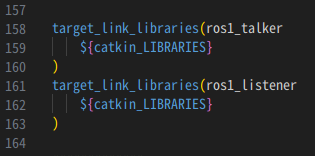 157
158 target_link_libraries(ros1_talker
159 ${catkin_LIBRARIES}
160 )
161 target_link_libraries(ros1_listener
162 ${catkin_LIBRARIES}
163 )
164